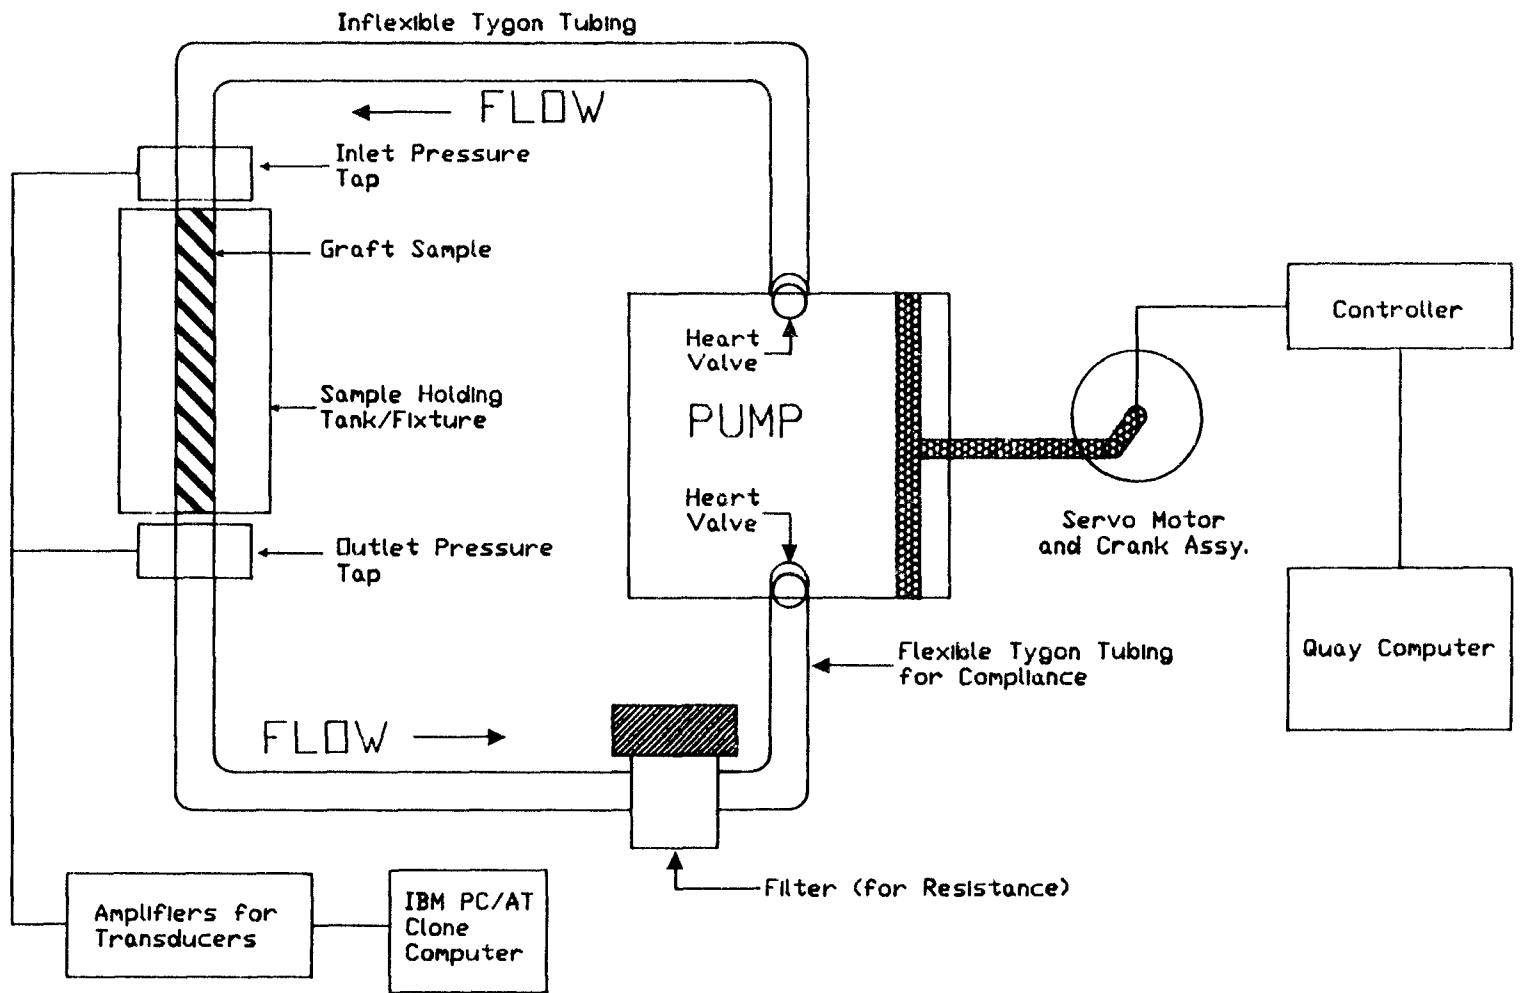 Inflexible Tygon Tubing
FLOW
Inlet Pressure
Tap
Graft Sample
Sample Holding
Tank/Fixture
Outlet Pressure
Tap
Heart
Valve
PUMP
Heart
Valve
Controller
Servo Motor
and Crank Assy.
Quay Computer
Flexible Tygon Tubing
for Compliance
FLOW
Filter (for Resistance)
Amplifiers for
Transducers
IBM PC/AT
Clone
Computer